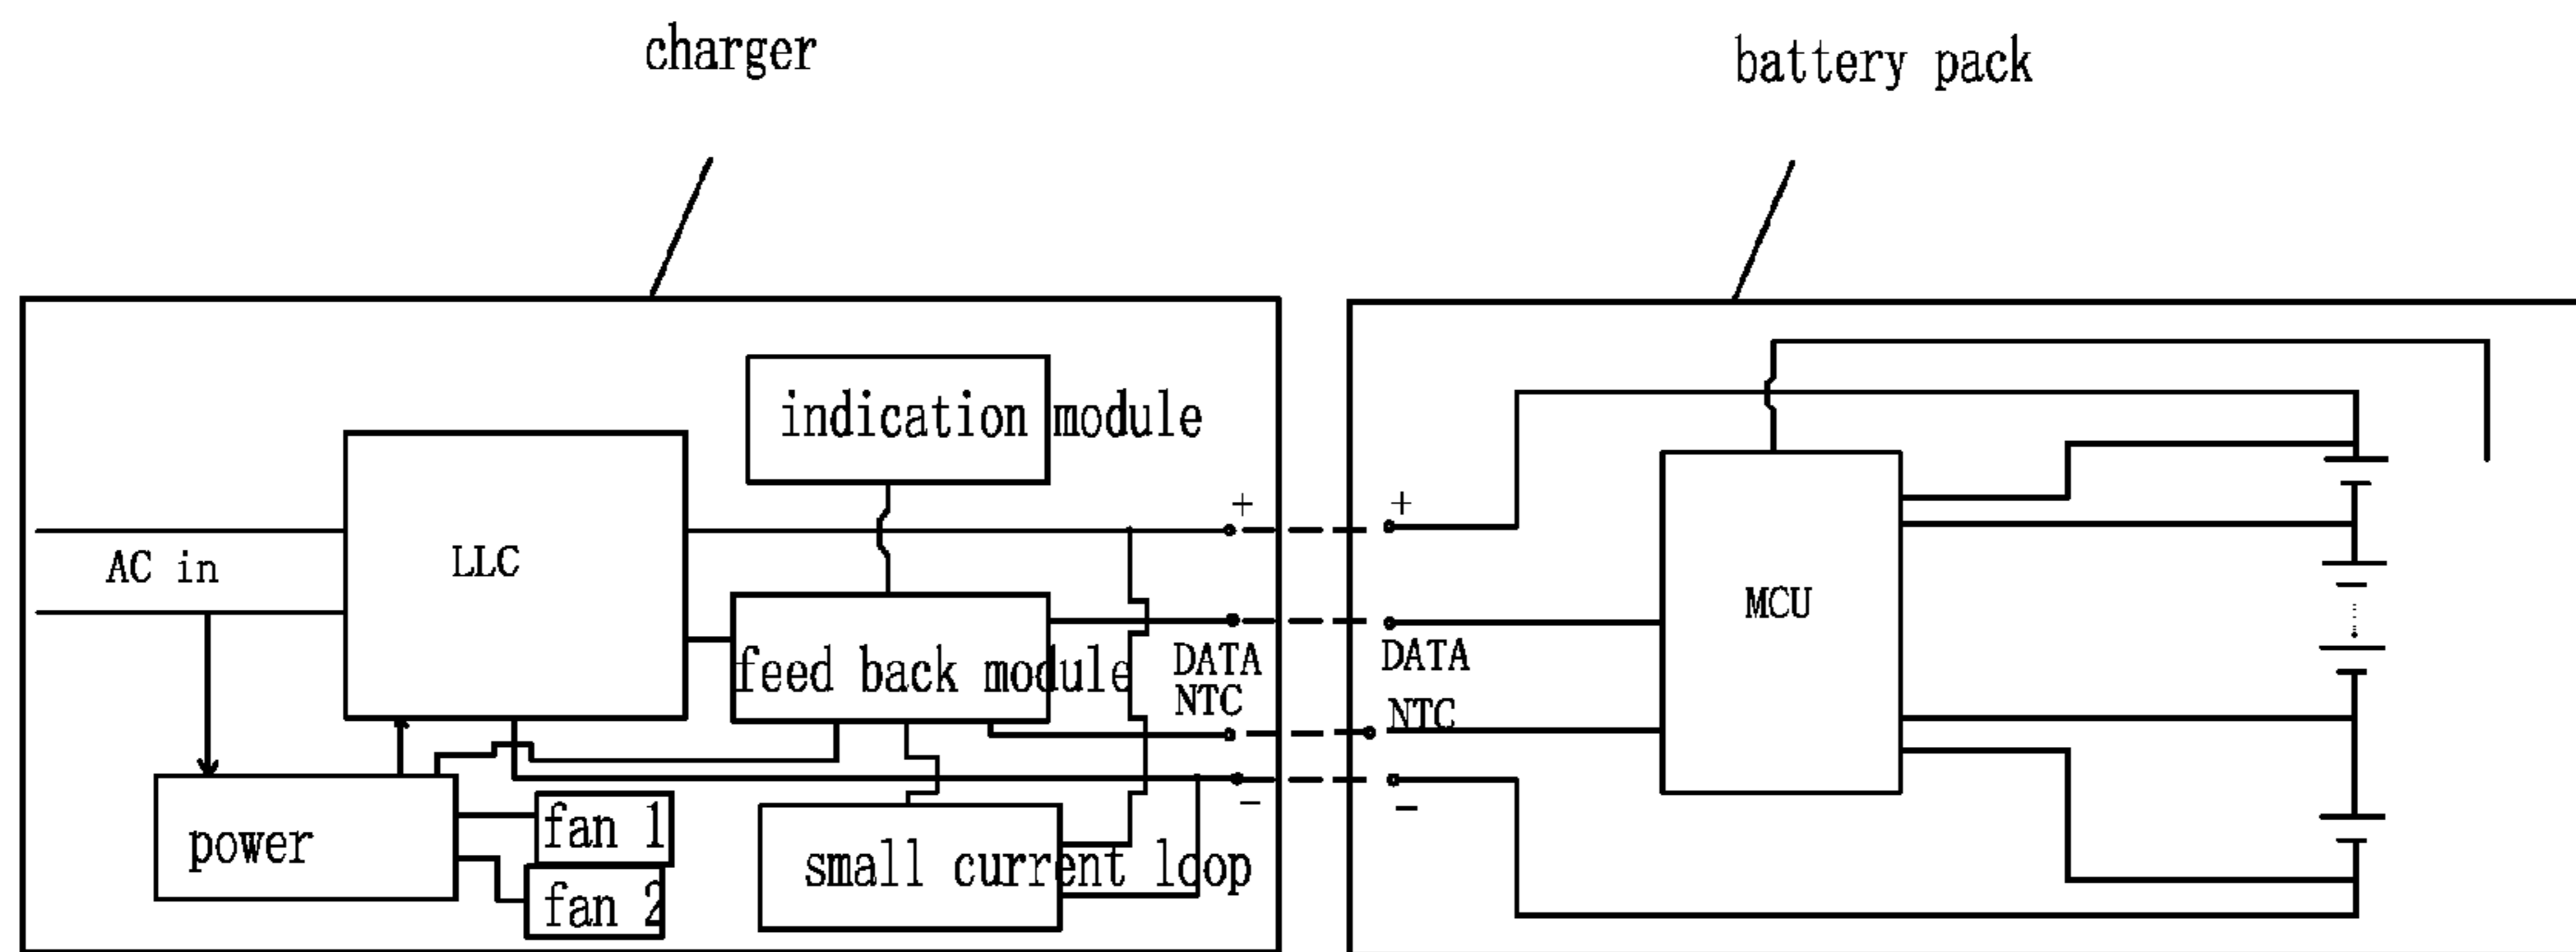 charger
battery pack
indication module
+
+
AC in
LLC
MCU
feed back module
DATA
DATA
NTC
NTC
-
-
power
fan 1
fan 2
small current loop